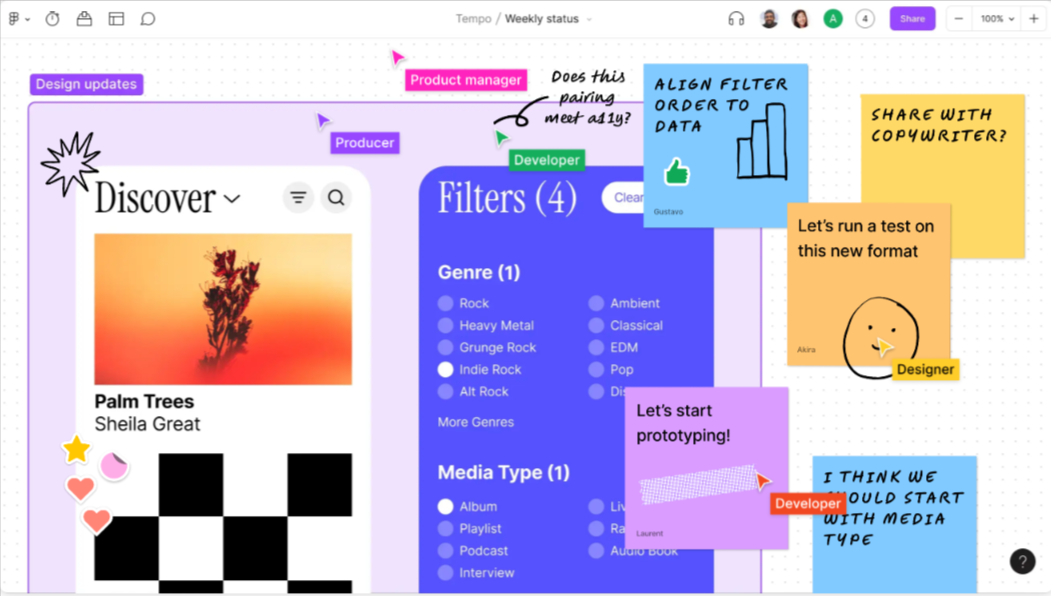 Tempo / Weekly status
A
4
Share
100%
Design updates
Product manager
Producer
Developer
Does this
pairing
meet a11y?
Discover
Palm Trees
Sheila Great
Filters (4)
Clear
Genre (1)
Rock
Heavy Metal
Grunge Rock
Indie Rock
Alt Rock
More Genres
Ambient
Classical
EDM
Pop
Media Type (1)
Album
Playlist
Podcast
Interview
Audio Book
ALIGN FILTER
ORDER TO
DATA
Gustavo
SHARE WITH
COPYWRITER?
Let's run a test on
this new format
Akira
Designer
Let's start
prototyping!
Laurent
Developer
I THINK WE
SHOULD START
WITH MEDIA
TYPE
?